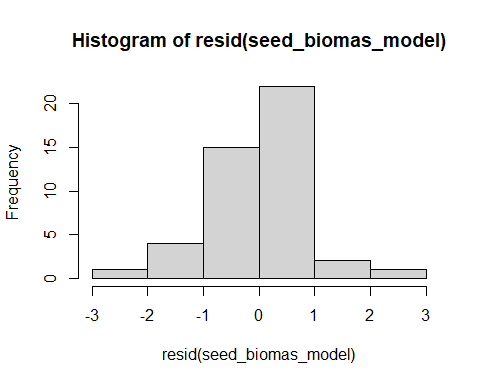 Histogram of resid(seed_biomas_model)
Frequency
20
15
10
5
0
-3 -2 -1 0 1 2 3
resid(seed_biomas_model)